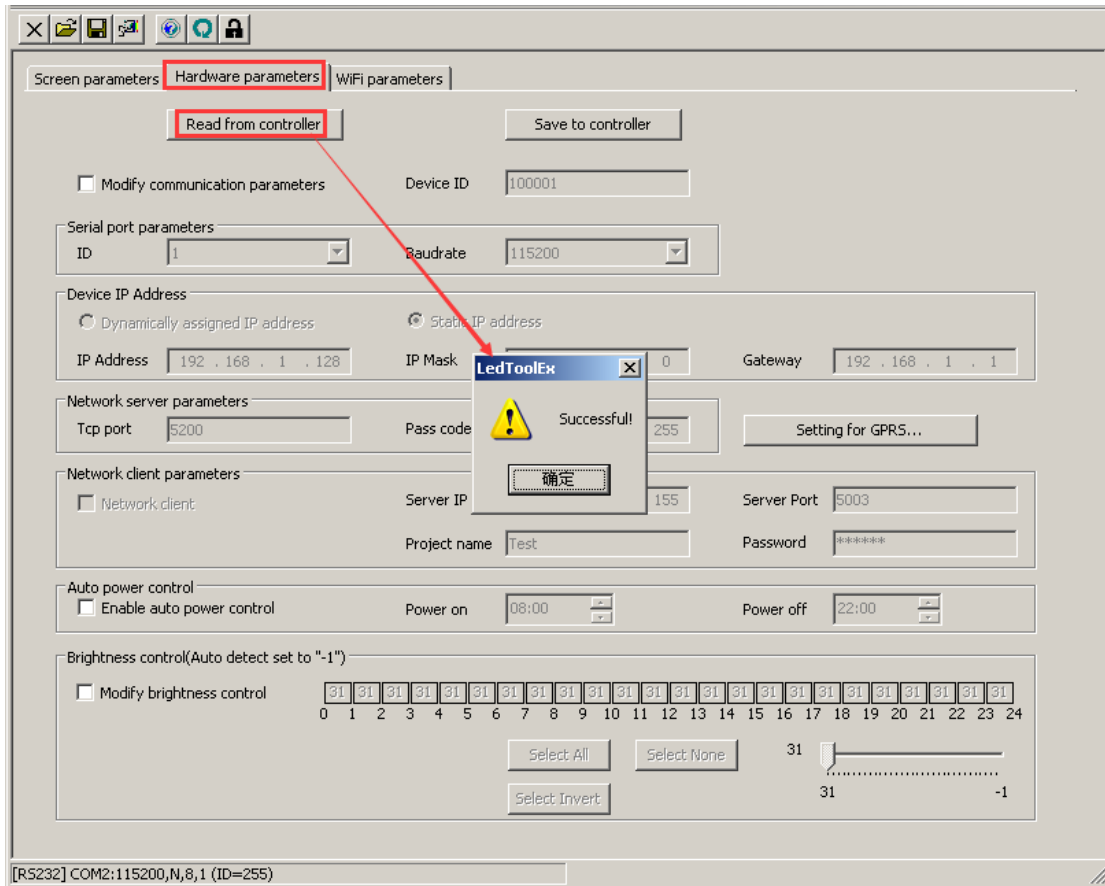 Screen parameters Hardware parameters WiFi parameters
Read from controller Save to controller
Modify communication parameters Device ID 100001
Serial port parameters
ID 1 Baudrate 115200
Device IP Address
Dynamically assigned IP address Static IP address
IP Address 192 . 168 . 1 . 128 IP Mask 0 Gateway 192 . 168 . 1 . 1
LedToolEx
Successful!
确定
Network server parameters
Tcp port 5200 Pass code 255 Setting for GPRS...
Network client parameters
Network client Server IP 155 Server Port 5003
Project name Test Password ******
Auto power control
Enable auto power control Power on 08:00 Power off 22:00
Brightness control(Auto detect set to "-1")
Modify brightness control 31 31 31 31 31 31 31 31 31 31 31 31 31 31 31 31 31 31 31 31 31 31 31 31
0 1 2 3 4 5 6 7 8 9 10 11 12 13 14 15 16 17 18 19 20 21 22 23 24
Select All Select None 31
31 -1
Select Invert
[RS232] COM2:115200,N,8,1 (ID=255)